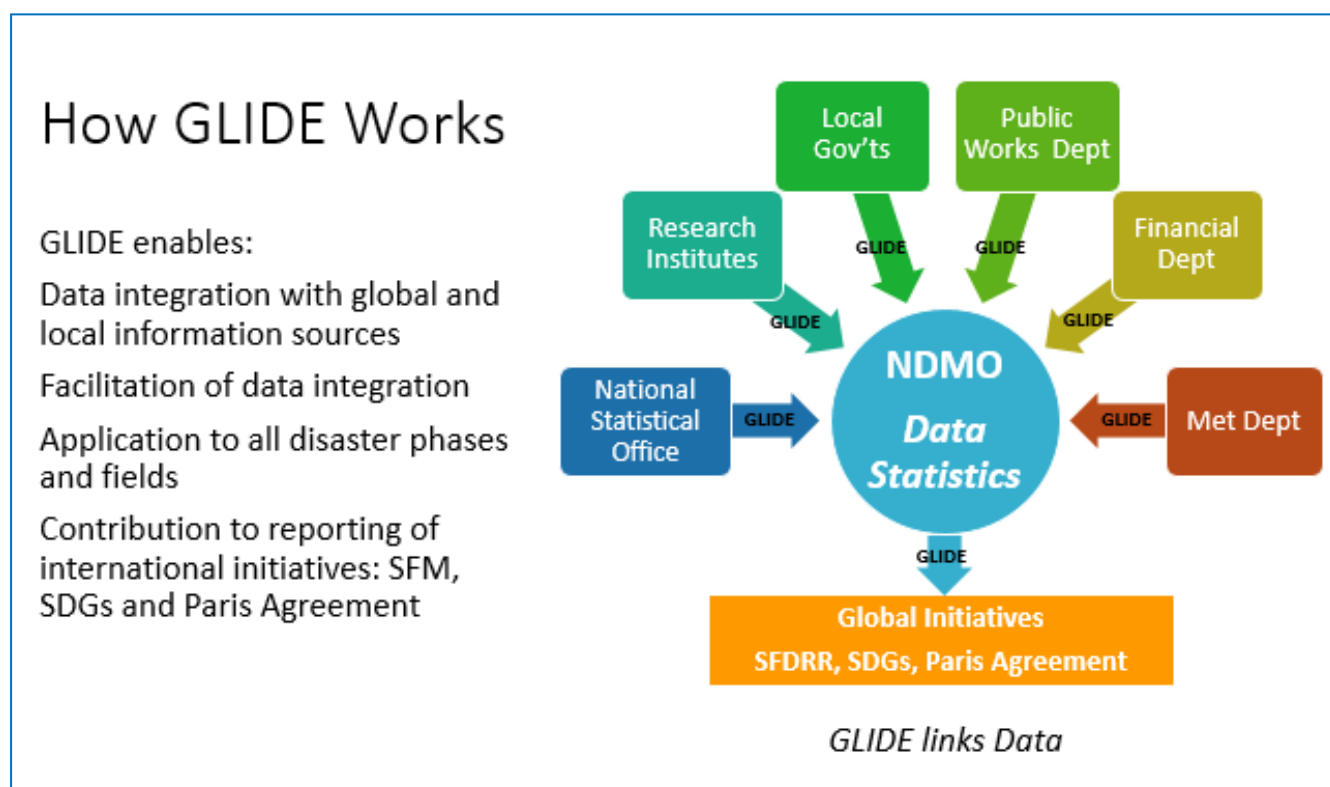 How GLIDE Works
GLIDE enables:
Data integration with global and
local information sources
Facilitation of data integration
Application to all disaster phases
and fields
Contribution to reporting of
international initiatives: SFM,
SDGs and Paris Agreement
Local
Gov'ts
Public
Works Dept
Research
Institutes
Financial
Dept
GLIDE
GLIDE
GLIDE
GLIDE
National
Statistical
Office
GLIDE
NDMO
Data
Statistics
GLIDE
Met Dept
GLIDE
Global Initiatives
SFDRR, SDGs, Paris Agreement
GLIDE links Data